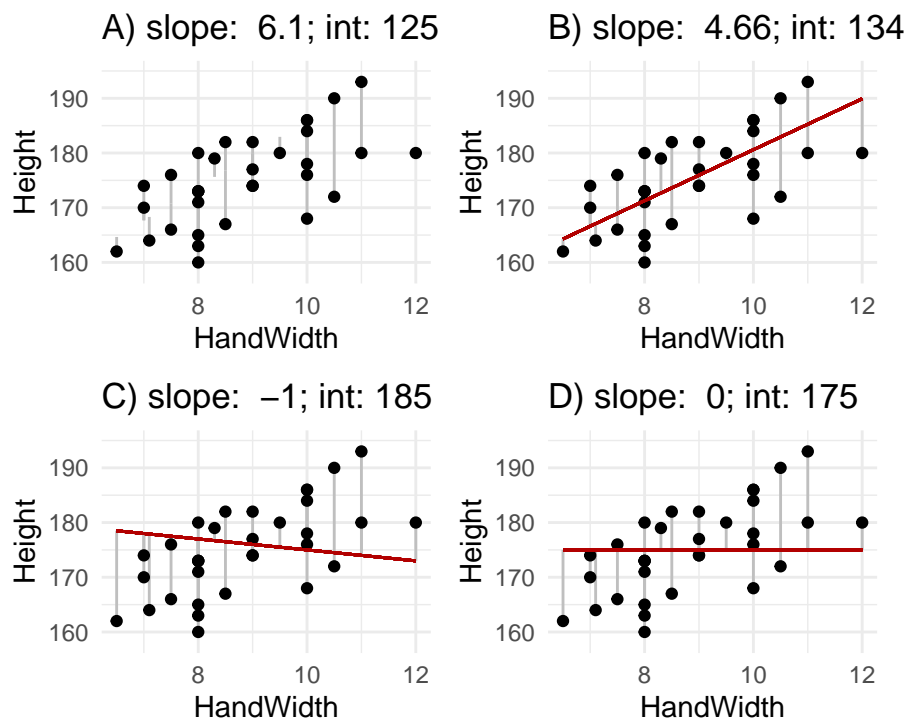 A) slope:  6.1; int: 125
190
180
170
160
Height
8
10
12
HandWidth
B) slope:  4.66; int: 134
190
180
170
160
Height
8
10
12
HandWidth
C) slope:  –1; int: 185
190
180
170
160
Height
8
10
12
HandWidth
D) slope:  0; int: 175
190
180
170
160
Height
8
10
12
HandWidth